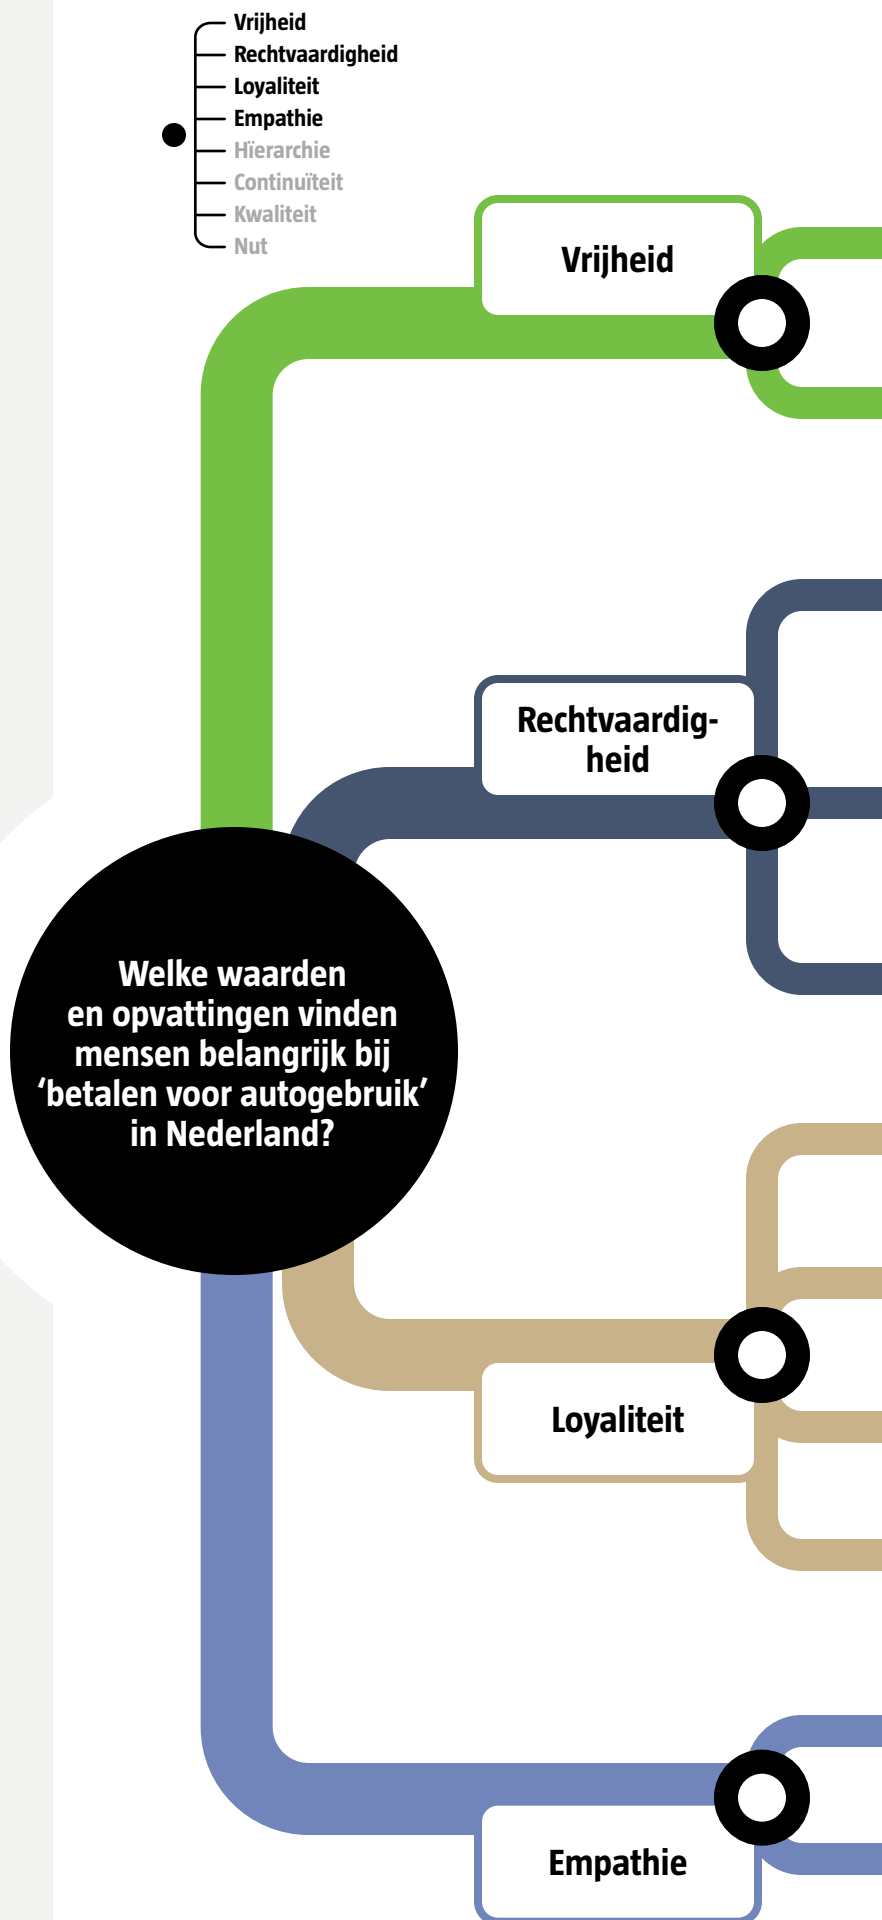 Vrijheid
Rechtvaardigheid
Loyaliteit
Empathie
Hïerarchie
Continuïteit
Kwaliteit
Nut
Vrijheid
Rechtvaardig-
heid
Welke waarden
en opvattingen vinden
mensen belangrijk bij
‘betalen voor autogebruik’
in Nederland?
Loyaliteit
Empathie